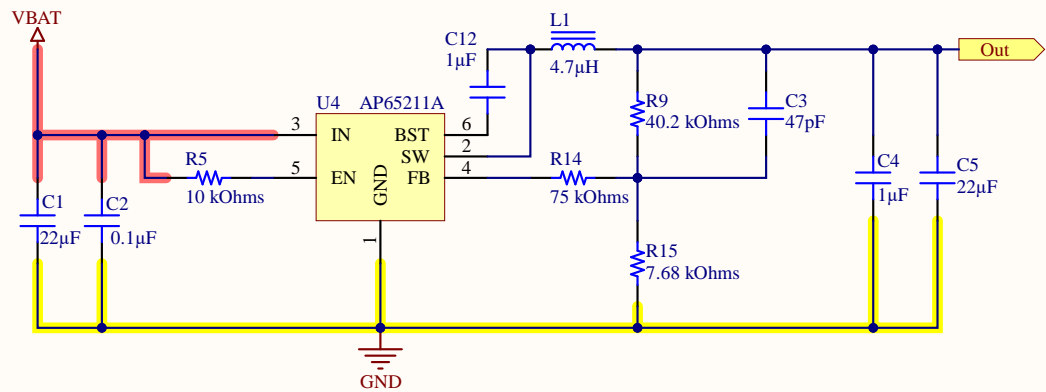 VBAT
L1
4.7µH
C12
1µF
Out
U4 AP65211A
3 IN
BST 6
SW 2
5 EN
FB 4
GND
1
R5
10 kOhms
R9
40.2 kOhms
C3
47pF
R14
75 kOhms
C1
22µF
C2
0.1µF
C4
1µF
C5
22µF
R15
7.68 kOhms
GND